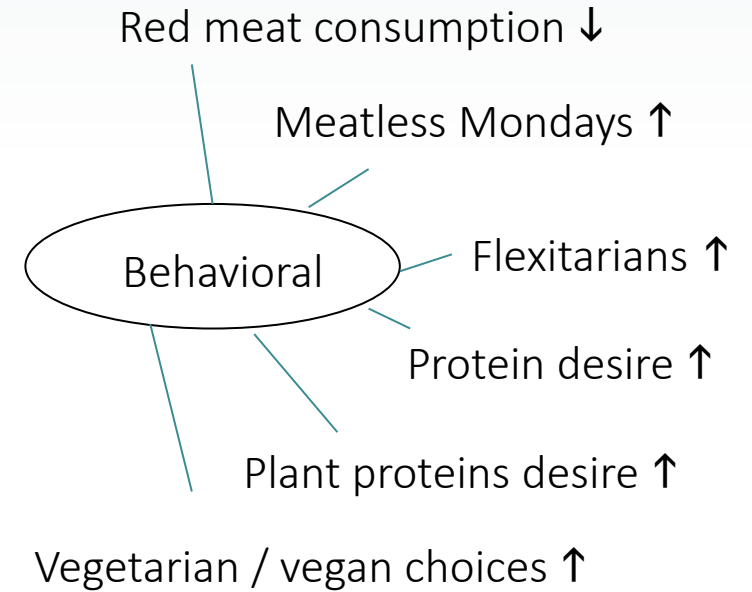 Red meat consumption ↓
Meatless Mondays ↑
Behavioral
Flexitarians ↑
Protein desire ↑
Plant proteins desire ↑
Vegetarian / vegan choices ↑